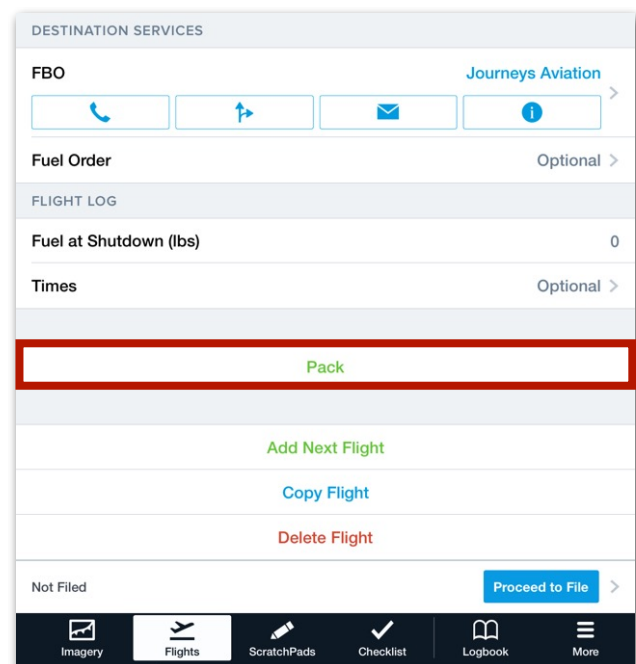 DESTINATION SERVICES
FBO Journeys Aviation
Fuel Order Optional
FLIGHT LOG
Fuel at Shutdown (lbs) 0
Times Optional
Pack
Add Next Flight
Copy Flight
Delete Flight
Not Filed Proceed to File
Imagery Flights ScratchPads Checklist Logbook More